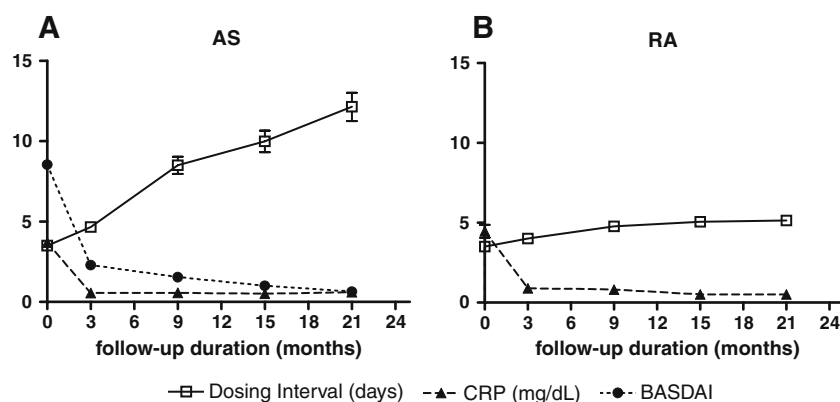 A
AS
15
10
5
0
0 3 6 9 12 15 18 21 24
follow-up duration (months)
B
RA
15
10
5
0
0 3 6 9 12 15 18 21 24
follow-up duration (months)
Dosing Interval (days) CRP (mg/dL) BASDAI